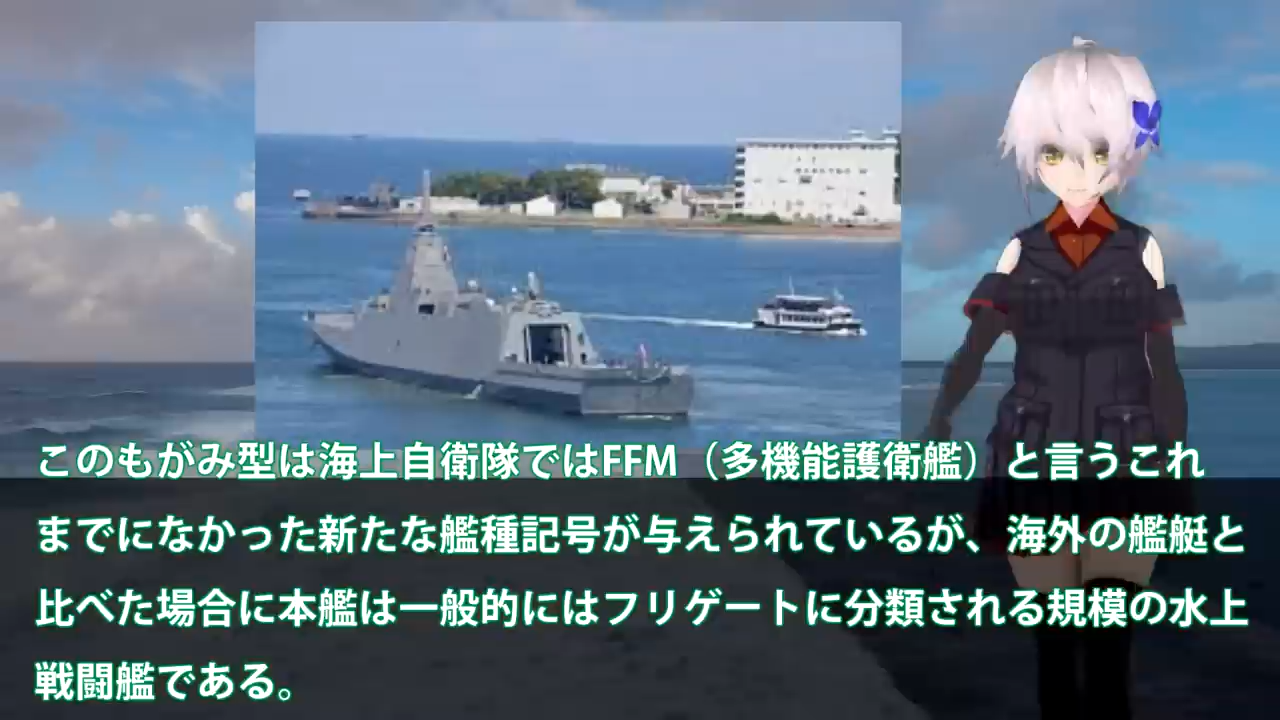 このもがみ型は海上自衛隊ではFFM（多機能護衛艦）と言うこれ
までになかった新たな艦種記号が与えられているが、海外の艦艇と
比べた場合に本艦は一般的にはフリゲートに分類される規模の水上
戦闘艦である。